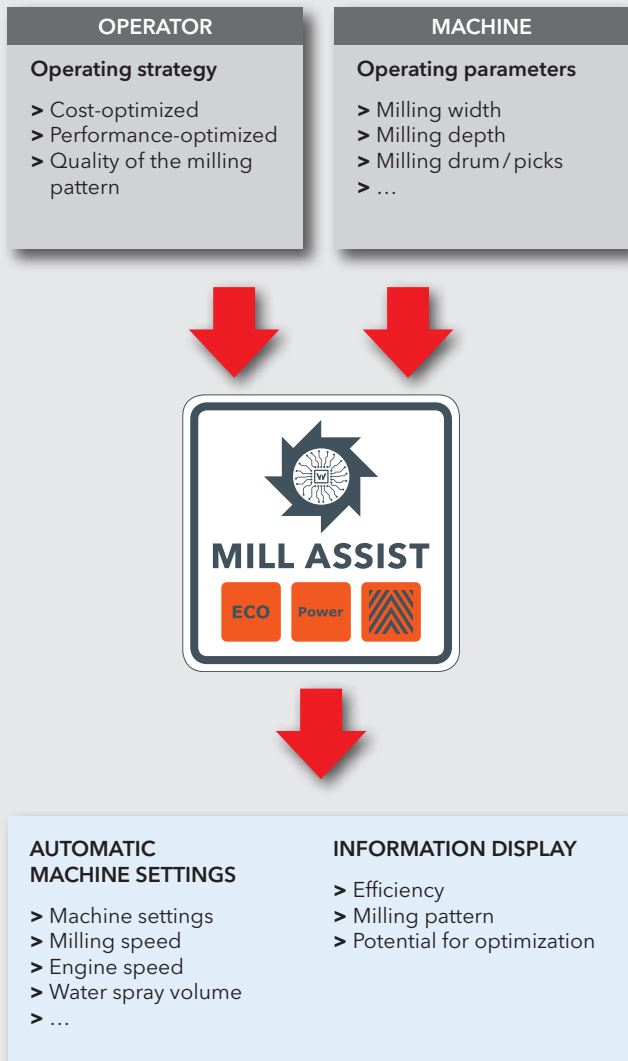 OPERATOR
Operating strategy
> Cost-optimized
> Performance-optimized
> Quality of the milling
pattern
MACHINE
Operating parameters
> Milling width
> Milling depth
> Milling drum / picks
> …
W
MILL ASSIST
ECO
Power
AUTOMATIC
MACHINE SETTINGS
> Machine settings
> Milling speed
> Engine speed
> Water spray volume
> …
INFORMATION DISPLAY
> Efficiency
> Milling pattern
> Potential for optimization